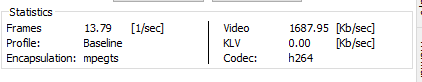 Statistics
Frames 13.79 [1/sec] Video 1687.95 [Kb/sec]
Profile: Baseline KLV 0.00 [Kb/sec]
Encapsulation: mpegts Codec: h264